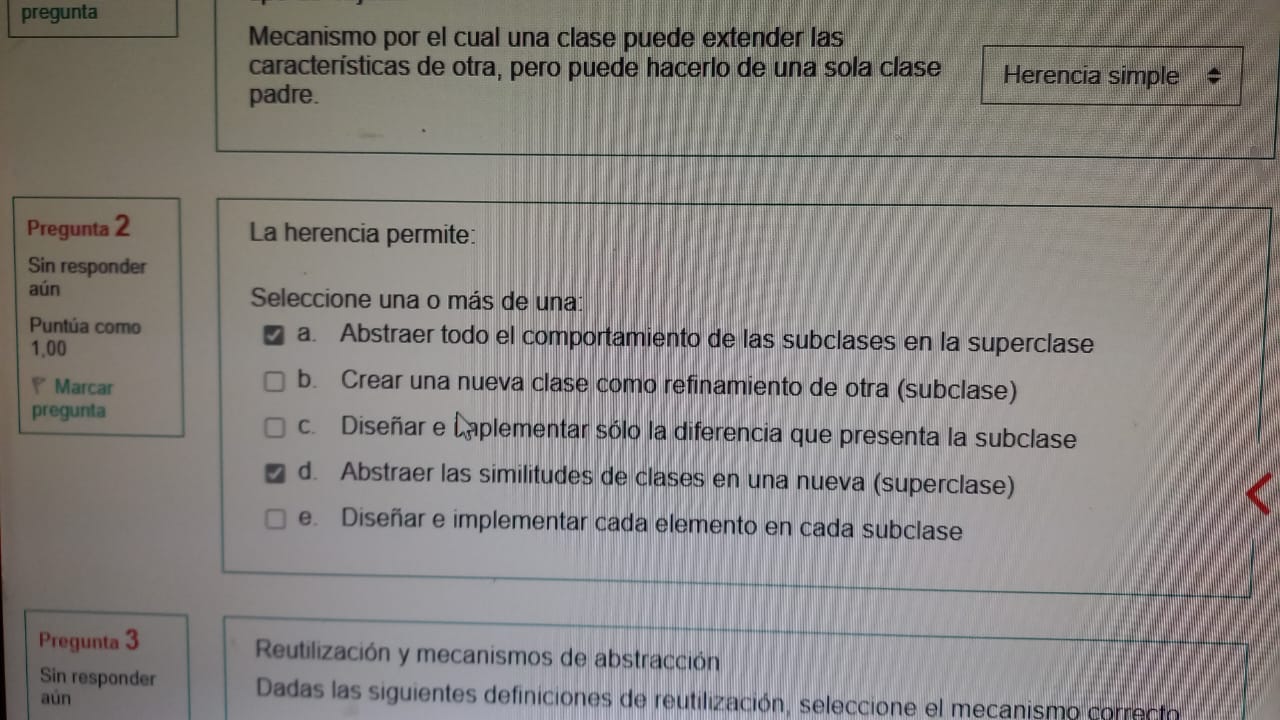 pregunta
Mecanismo por el cual una clase puede extender las
características de otra, pero puede hacerlo de una sola clase
padre.
Herencia simple
Pregunta 2
Sin responder
aún
Puntúa como
1,00
Marcar
pregunta
La herencia permite:
Seleccione una o más de una:
a. Abstraer todo el comportamiento de las subclases en la superclase
b. Crear una nueva clase como refinamiento de otra (subclase)
c. Diseñar e implementar sólo la diferencia que presenta la subclase
d. Abstraer las similitudes de clases en una nueva (superclase)
e. Diseñar e implementar cada elemento en cada subclase
Pregunta 3
Sin responder
aún
Reutilización y mecanismos de abstracción
Dadas las siguientes definiciones de reutilización, seleccione el mecanismo correcto